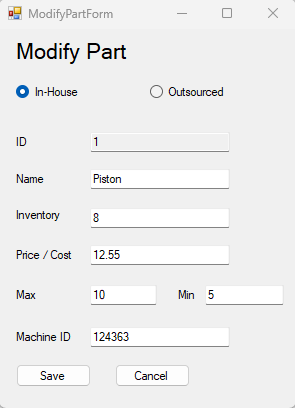 ModifyPartForm
Modify Part
In-House Outsourced
ID 1
Name Piston
Inventory 8
Price / Cost 12.55
Max 10 Min 5
Machine ID 124363
Save Cancel